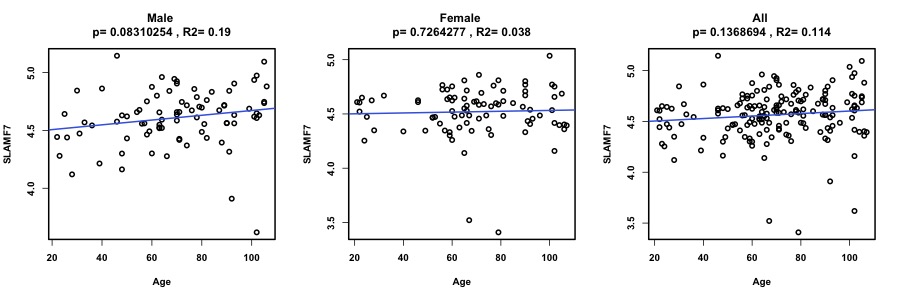 Male
p= 0.08310254 , R2= 0.19
SLAMF7
5.0
4.5
4.0
20 40 60 80 100
Age
Female
p= 0.7264277 , R2= 0.038
SLAMF7
5.0
4.5
4.0
3.5
20 40 60 80 100
Age
All
p= 0.1368694 , R2= 0.114
SLAMF7
5.0
4.5
4.0
3.5
20 40 60 80 100
Age